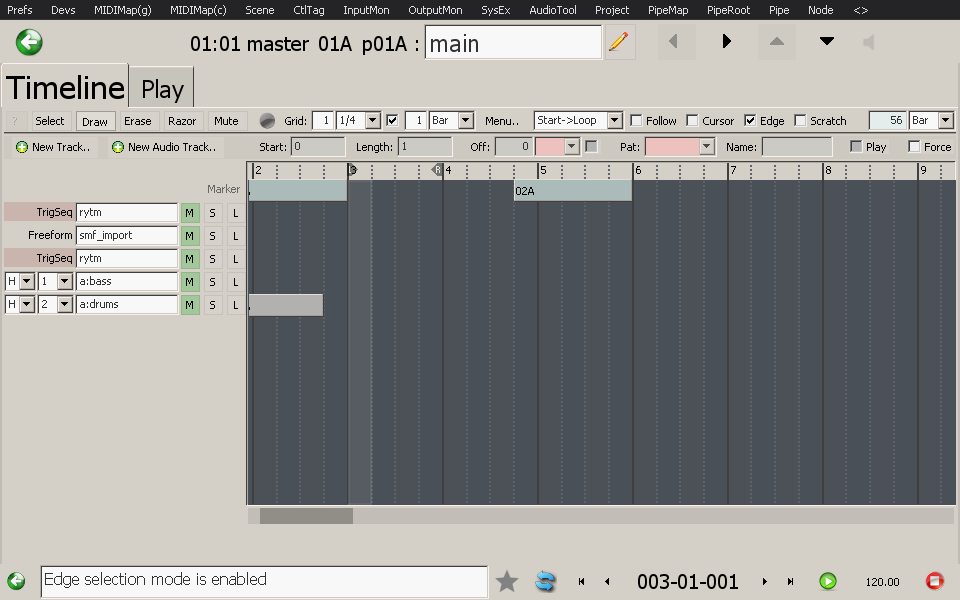 Prefs Devs MIDIMap(g) MIDIMap(c) Scene CtlTag InputMon OutputMon SysEx AudioTool Project PipeMap PipeRoot Pipe Node <>
01:01 master 01A p01A : main
Timeline Play
? Select Draw Erase Razor Mute Grid: 1 1/4 1 Bar Menu.. Start->Loop Follow Cursor Edge Scratch 56 Bar
New Track.. New Audio Track.. Start: 0 Length: 1 Off: 0 Pat: Name: Play Force
2 3 R 4 5 6 7 8 9
Marker 02A
TrigSeq rytm M S L
Freeform smf_import M S L
TrigSeq rytm M S L
H 1 a:bass M S L
H 2 a:drums M S L
Edge selection mode is enabled 003-01-001 120.00